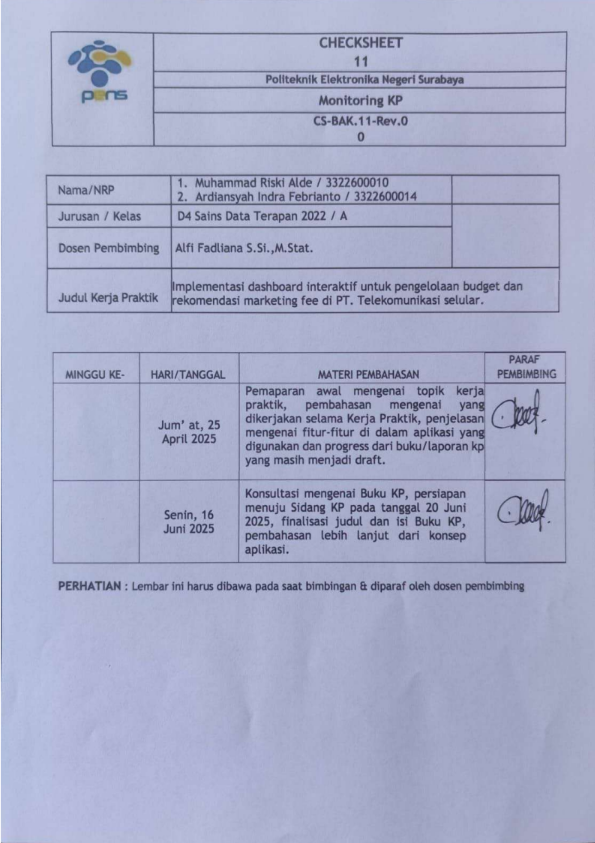 pens
CHECKSHEET
11
Politeknik Elektronika Negeri Surabaya
Monitoring KP
CS-BAK.11-Rev.0
0
Nama/NRP
1. Muhammad Riski Alde / 3322600010
2. Ardiansyah Indra Febrianto / 3322600014
Jurusan / Kelas
D4 Sains Data Terapan 2022 / A
Dosen Pembimbing
Alfi Fadliana S.Si.,M.Stat.
Judul Kerja Praktik
Implementasi dashboard interaktif untuk pengelolaan budget dan
rekomendasi marketing fee di PT. Telekomunikasi selular.
MINGGU KE-
HARI/TANGGAL
MATERI PEMBAHASAN
PARAF
PEMBIMBING
Jum' at, 25
April 2025
Pemaparan awal mengenai topik kerja
praktik, pembahasan mengenai yang
dikerjakan selama Kerja Praktik, penjelasan
mengenai fitur-fitur di dalam aplikasi yang
digunakan dan progress dari buku/laporan kp
yang masih menjadi draft.
Senin, 16
Juni 2025
Konsultasi mengenai Buku KP, persiapan
menuju Sidang KP pada tanggal 20 Juni
2025, finalisasi judul dan isi Buku KP,
pembahasan lebih lanjut dari konsep
aplikasi.
PERHATIAN : Lembar ini harus dibawa pada saat bimbingan & diparaf oleh dosen pembimbing